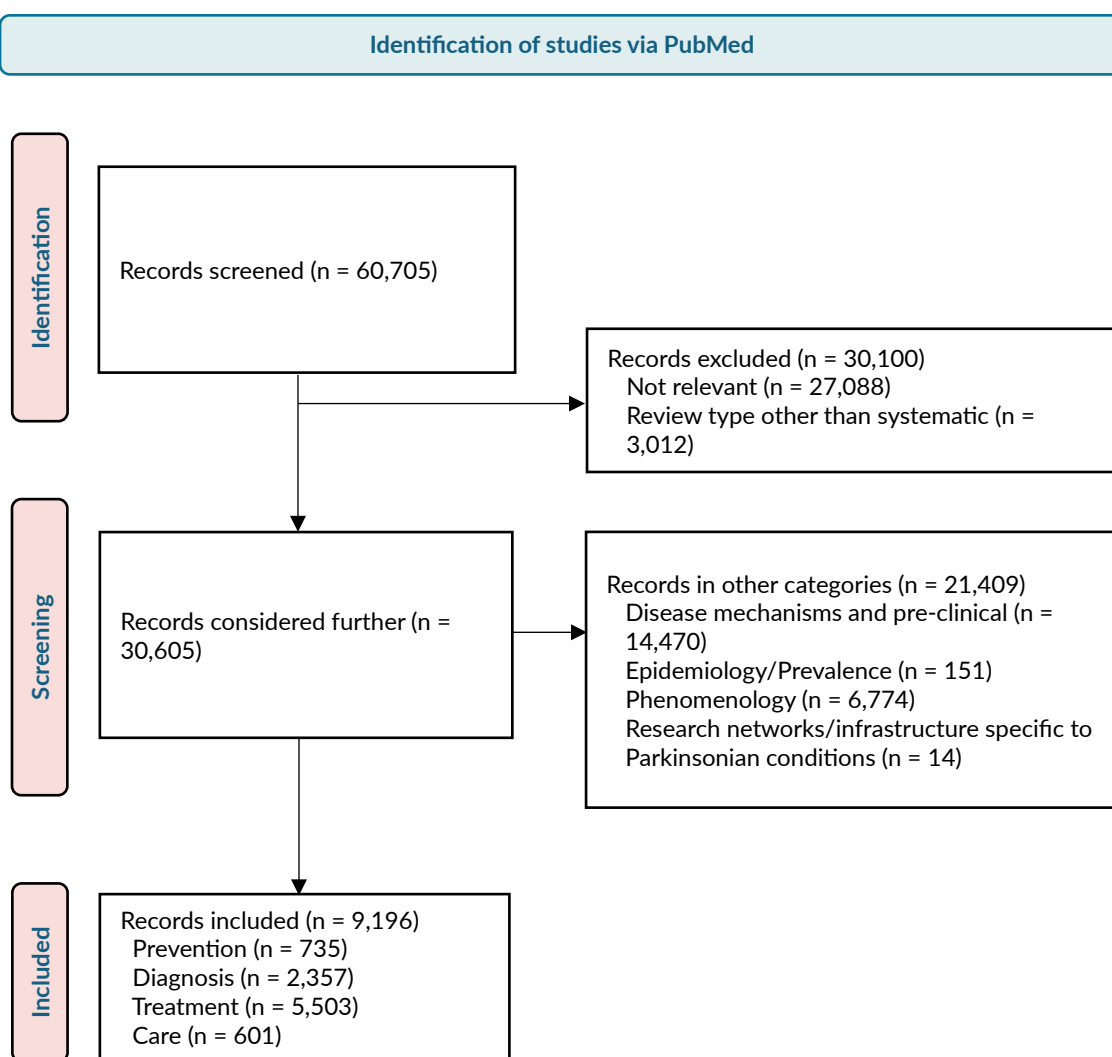 Identification of studies via PubMed
Identification
Records screened (n = 60,705)
Records excluded (n = 30,100)
Not relevant (n = 27,088)
Review type other than systematic (n =
3,012)
Screening
Records considered further (n =
30,605)
Records in other categories (n = 21,409)
Disease mechanisms and pre-clinical (n =
14,470)
Epidemiology/Prevalence (n = 151)
Phenomenology (n = 6,774)
Research networks/infrastructure specific to
Parkinsonian conditions (n = 14)
Included
Records included (n = 9,196)
Prevention (n = 735)
Diagnosis (n = 2,357)
Treatment (n = 5,503)
Care (n = 601)